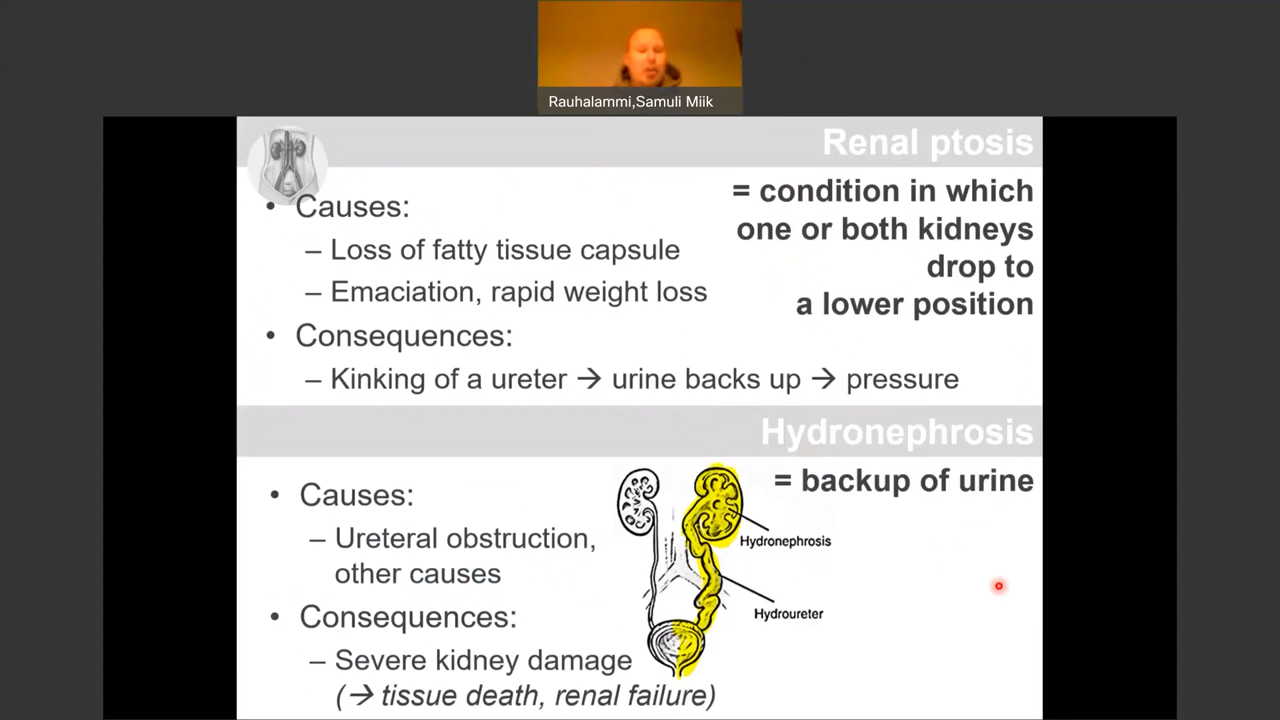 Rauhalammi,Samuli Miik
Renal ptosis
= condition in which
one or both kidneys
drop to
a lower position
• Causes:
– Loss of fatty tissue capsule
– Emaciation, rapid weight loss
• Consequences:
– Kinking of a ureter → urine backs up → pressure
Hydronephrosis
= backup of urine
• Causes:
– Ureteral obstruction,
other causes
• Consequences:
– Severe kidney damage
(→ tissue death, renal failure)
Hydronephrosis
Hydroureter